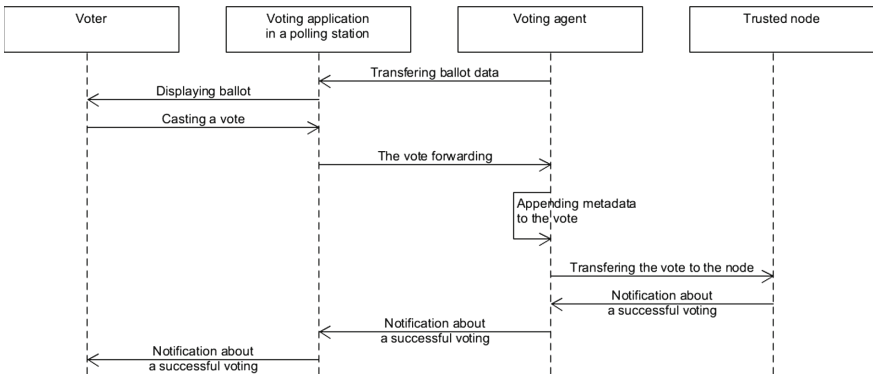 Voter
Voting application
in a polling station
Voting agent
Trusted node
Transfering ballot data
Displaying ballot
Casting a vote
The vote forwarding
Appending metadata
to the vote
Transfering the vote to the node
Notification about
a successful voting
Notification about
a successful voting
Notification about
a successful voting